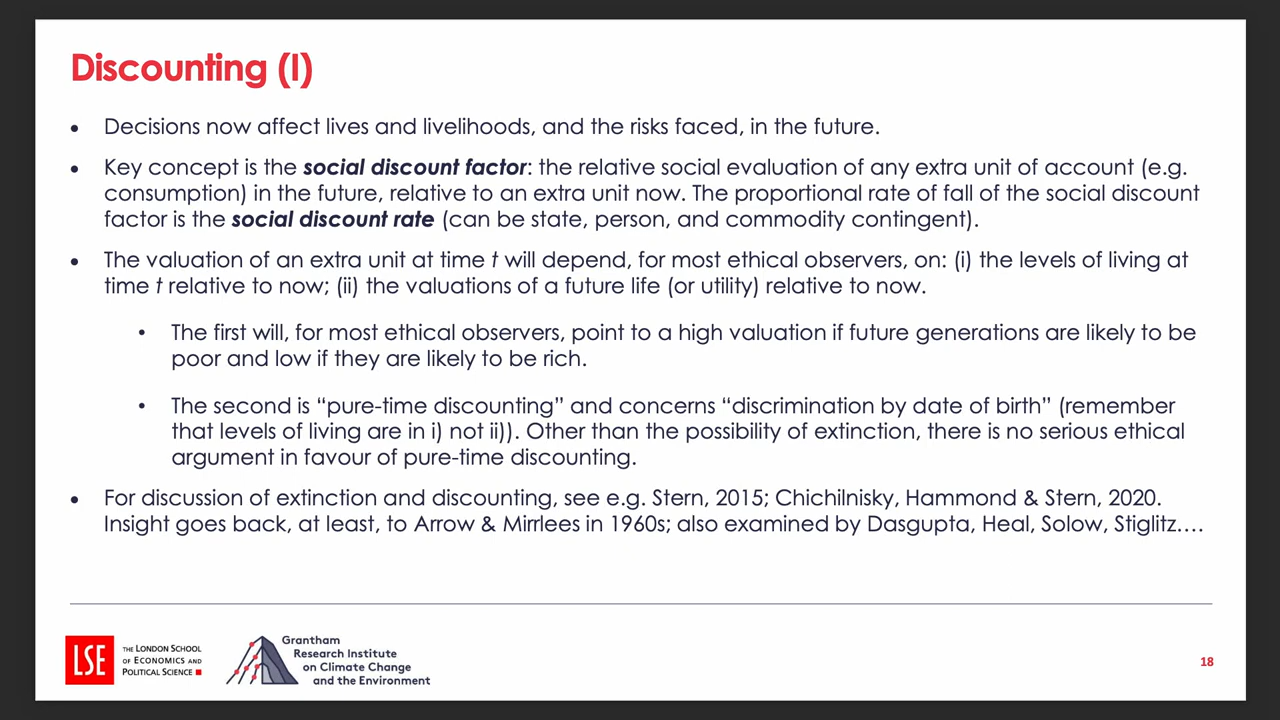 Discounting (I)
• Decisions now affect lives and livelihoods, and the risks faced, in the future.
• Key concept is the social discount factor: the relative social evaluation of any extra unit of account (e.g.
consumption) in the future, relative to an extra unit now. The proportional rate of fall of the social discount
factor is the social discount rate (can be state, person, and commodity contingent).
• The valuation of an extra unit at time t will depend, for most ethical observers, on: (i) the levels of living at
time t relative to now; (ii) the valuations of a future life (or utility) relative to now.
• The first will, for most ethical observers, point to a high valuation if future generations are likely to be
poor and low if they are likely to be rich.
• The second is “pure-time discounting” and concerns “discrimination by date of birth” (remember
that levels of living are in i) not ii)). Other than the possibility of extinction, there is no serious ethical
argument in favour of pure-time discounting.
• For discussion of extinction and discounting, see e.g. Stern, 2015; Chichilnisky, Hammond & Stern, 2020.
Insight goes back, at least, to Arrow & Mirrlees in 1960s; also examined by Dasgupta, Heal, Solow, Stiglitz….
LSE
THE LONDON SCHOOL
OF ECONOMICS AND
POLITICAL SCIENCE
Grantham
Research Institute
on Climate Change
and the Environment
18